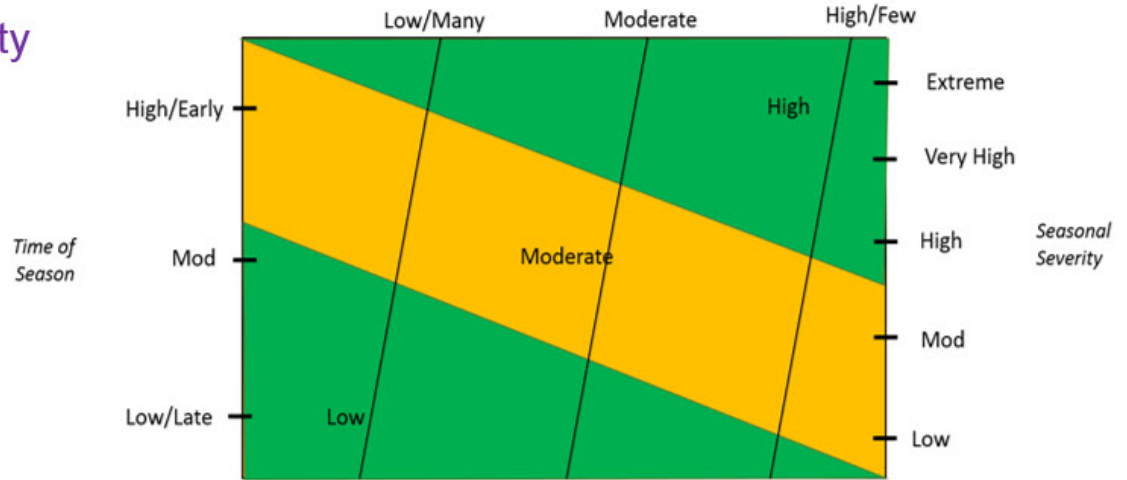 ty
Low/Many
Moderate
High/Few
High/Early
Mod
Low/Late
Time of
Season
High
Moderate
Low
Extreme
Very High
High
Mod
Low
Seasonal
Severity